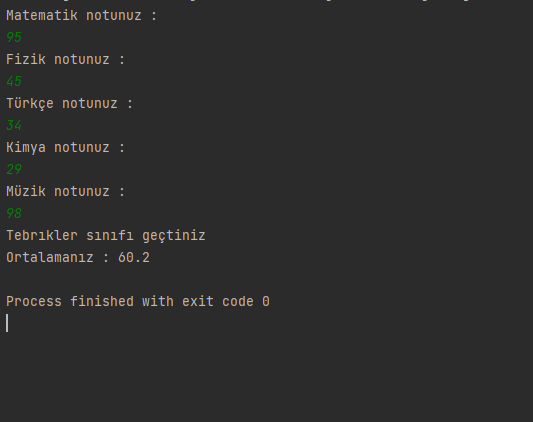 Matematik notunuz :
95
Fizik notunuz :
45
Türkçe notunuz :
34
Kimya notunuz :
29
Müzik notunuz :
98
Tebrıkler sınıfı geçtiniz
Ortalamanız : 60.2
Process finished with exit code 0